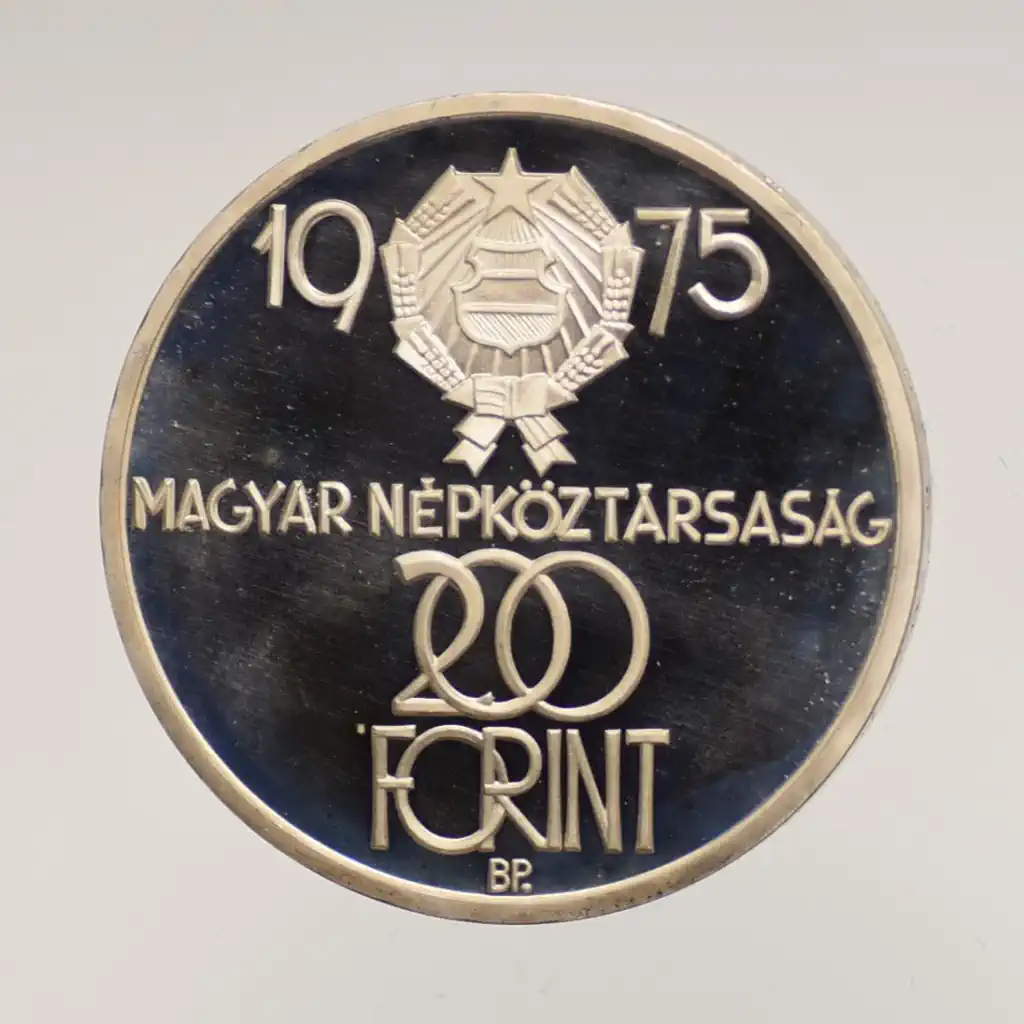 1975
MAGYAR NÉPKÖZTÁRSASÁG
200
FORINT
BP.